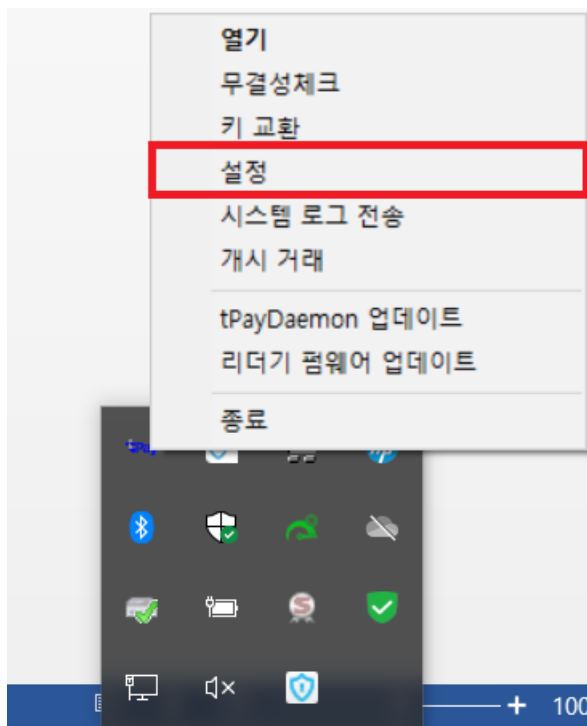 열기
무결성체크
키 교환
설정
시스템 로그 전송
개시 거래
tPayDaemon 업데이트
리더기 펌웨어 업데이트
종료
tPay
hp
S
100